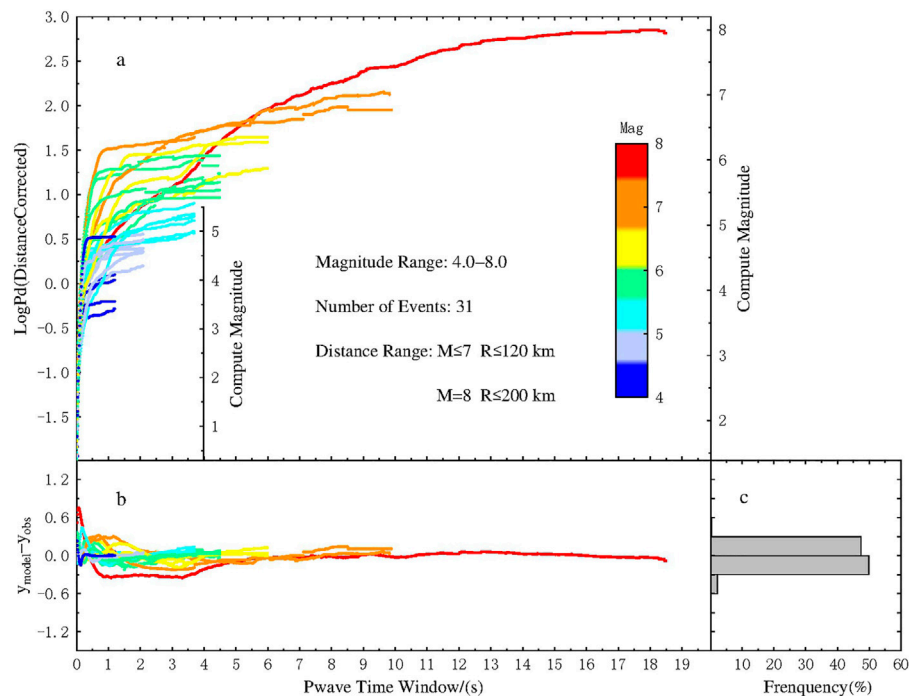 a
LogPd(DistanceCorrected)
3.0
2.5
2.0
1.5
1.0
0.5
0.0
−0.5
−1.0
−1.5
Compute Magnitude
5
4
3
2
1
Magnitude Range: 4.0–8.0
Number of Events: 31
Distance Range: M≤7 R≤120 km
M=8 R≤200 km
Mag
8
7
6
5
4
Compute Magnitude
8
7
6
5
4
3
2
b
y_model−y_obs
1.2
0.6
0.0
−0.6
−1.2
0 1 2 3 4 5 6 7 8 9 10 11 12 13 14 15 16 17 18 19
Pwave Time Window/(s)
c
10 20 30 40 50 60
Frenquency(%)